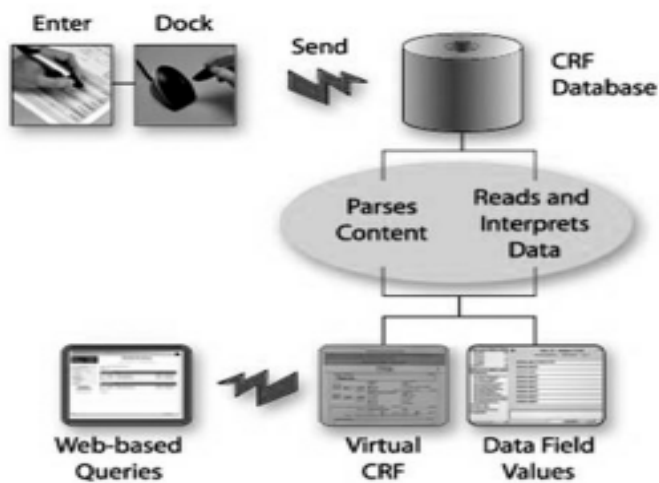 Enter
Dock
Send
CRF
Database
Parses
Content
Reads and
Interprets
Data
Web-based
Queries
Virtual
CRF
Data Field
Values